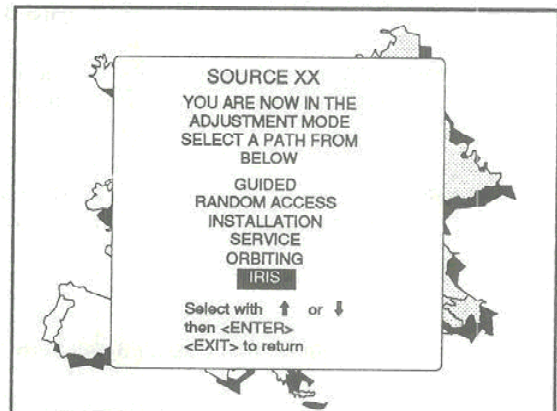 SOURCE XX
YOU ARE NOW IN THE
ADJUSTMENT MODE
SELECT A PATH FROM
BELOW
GUIDED
RANDOM ACCESS
INSTALLATION
SERVICE
ORBITING
IRIS
Select with ⬆ or ⬇
then <ENTER>
<EXIT> to return